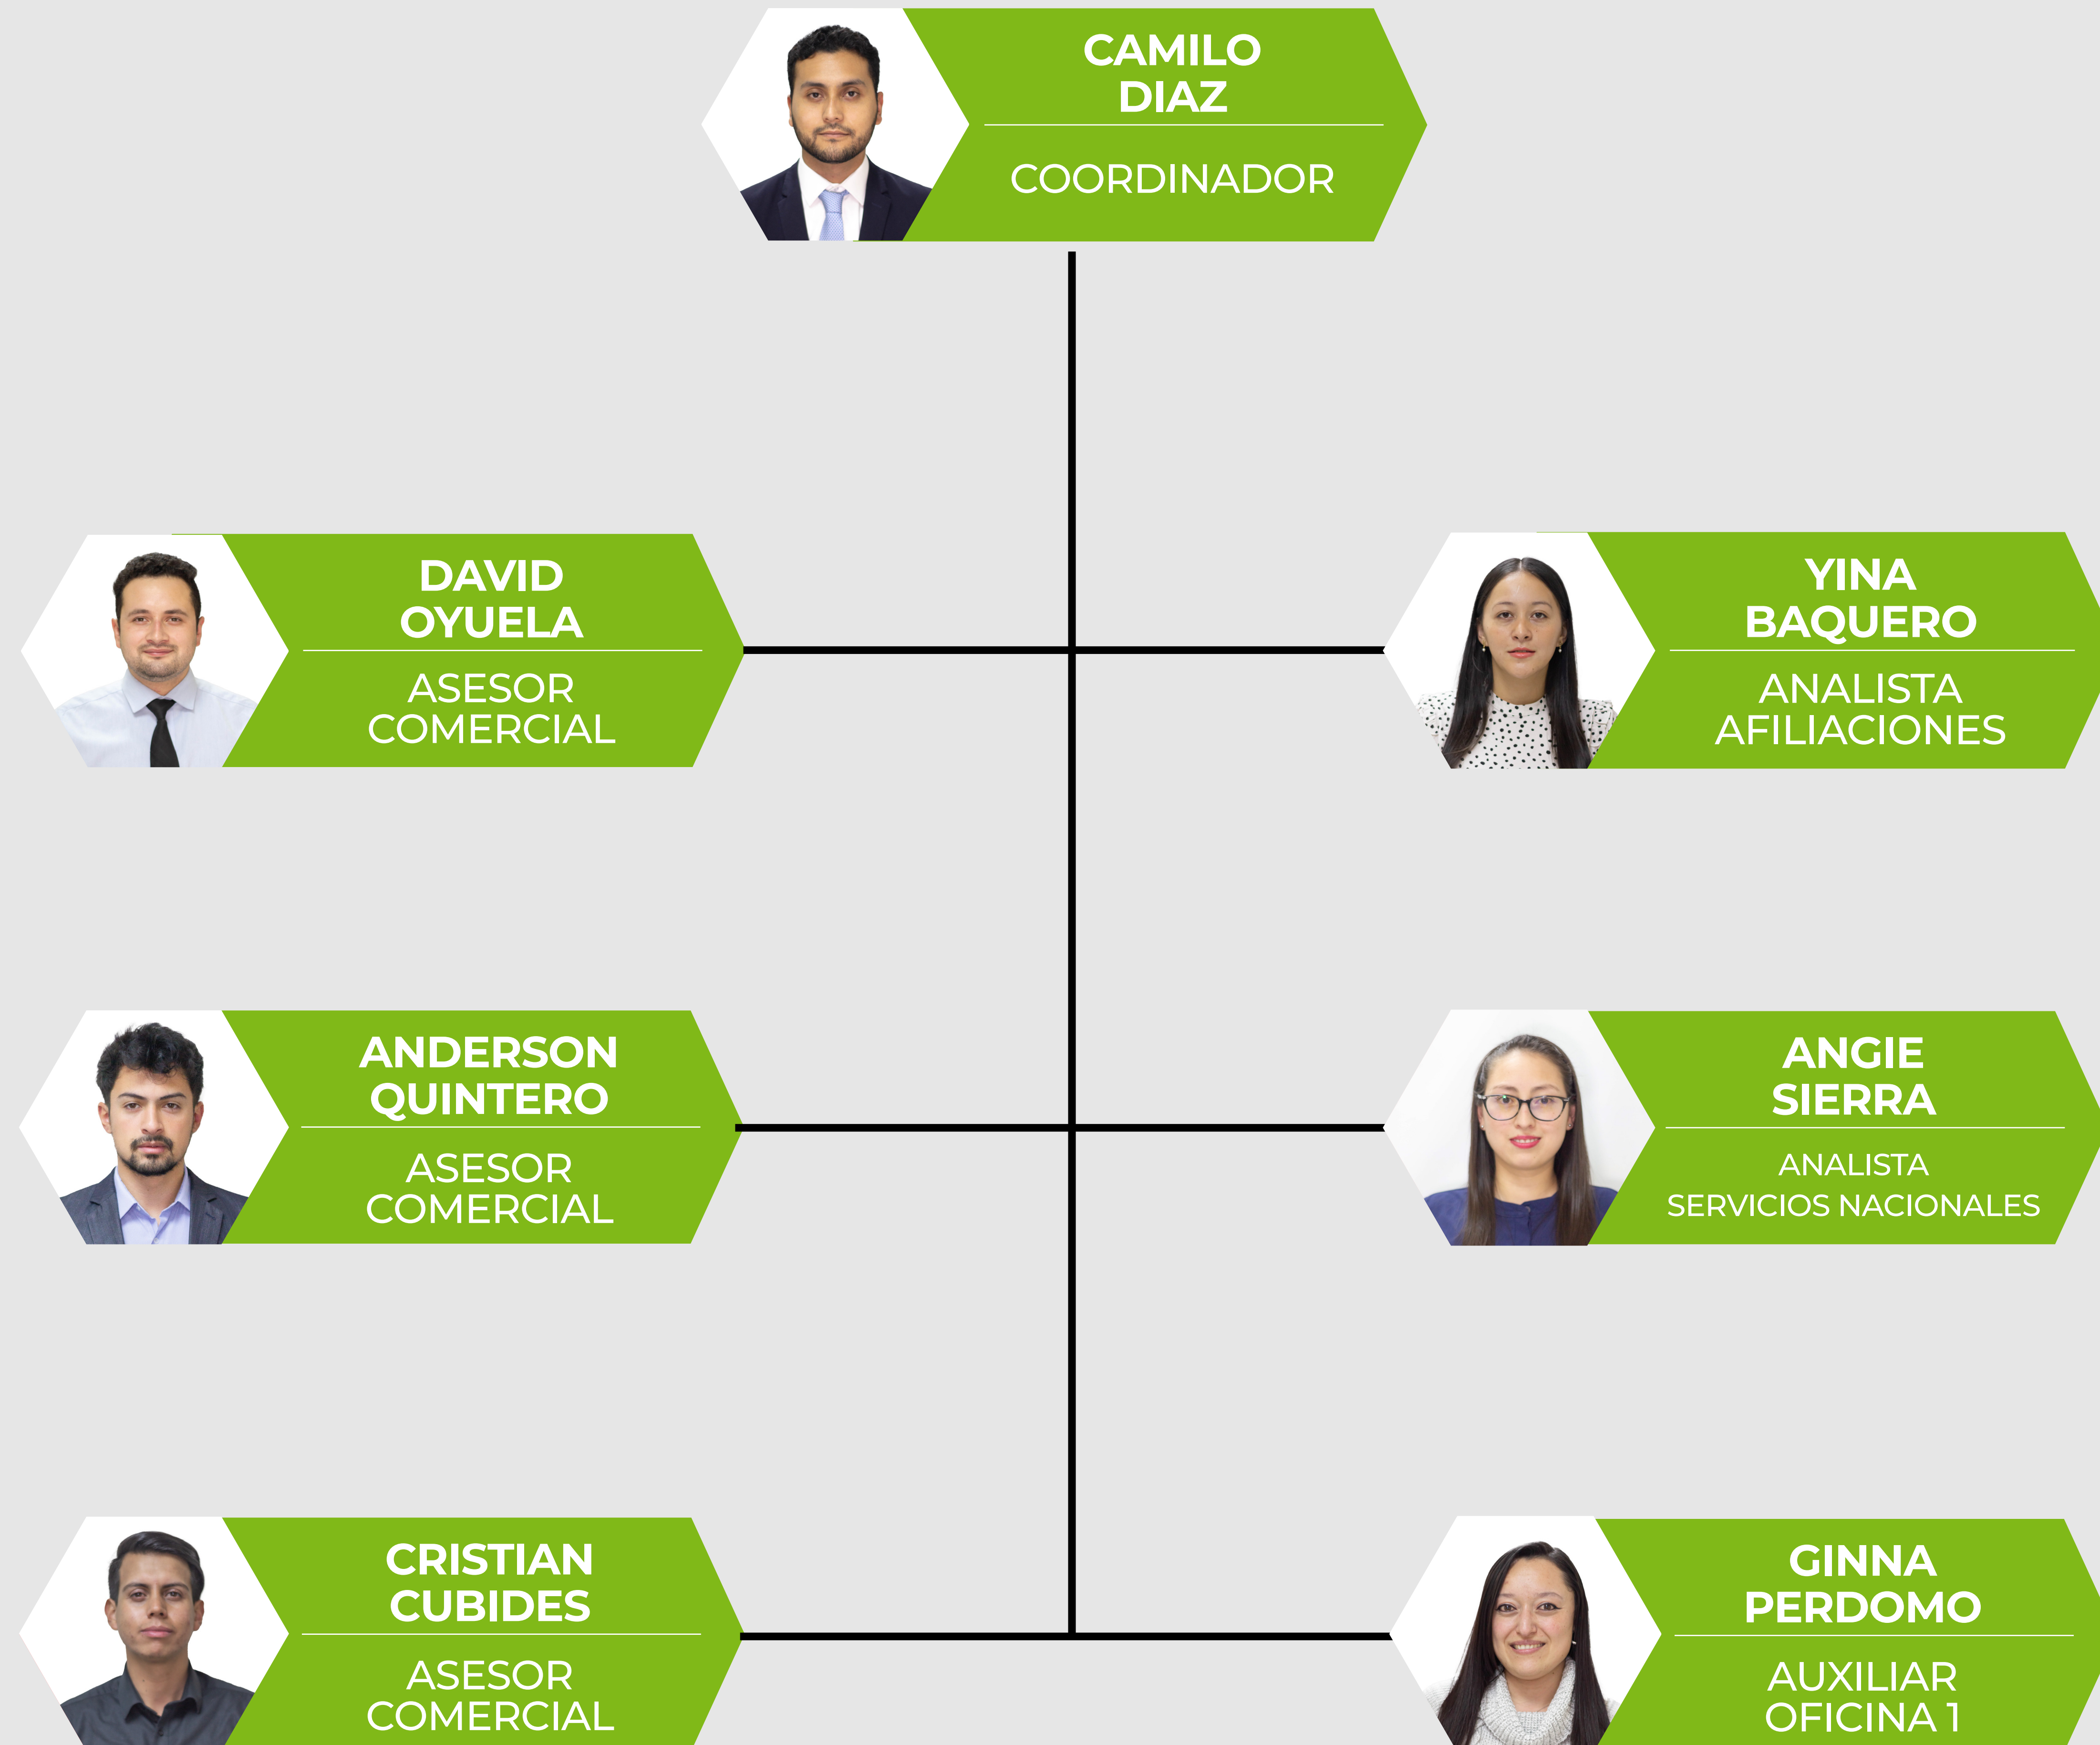 CAMILO
DIAZ
COORDINADOR
DAVID
OYUELA
ASESOR
COMERCIAL
YINA
BAQUERO
ANALISTA
AFILIACIONES
ANDERSON
QUINTERO
ASESOR
COMERCIAL
ANGIE
SIERRA
ANALISTA
SERVICIOS NACIONALES
CRISTIAN
CUBIDES
ASESOR
COMERCIAL
GINNA
PERDOMO
AUXILIAR
OFICINA 1